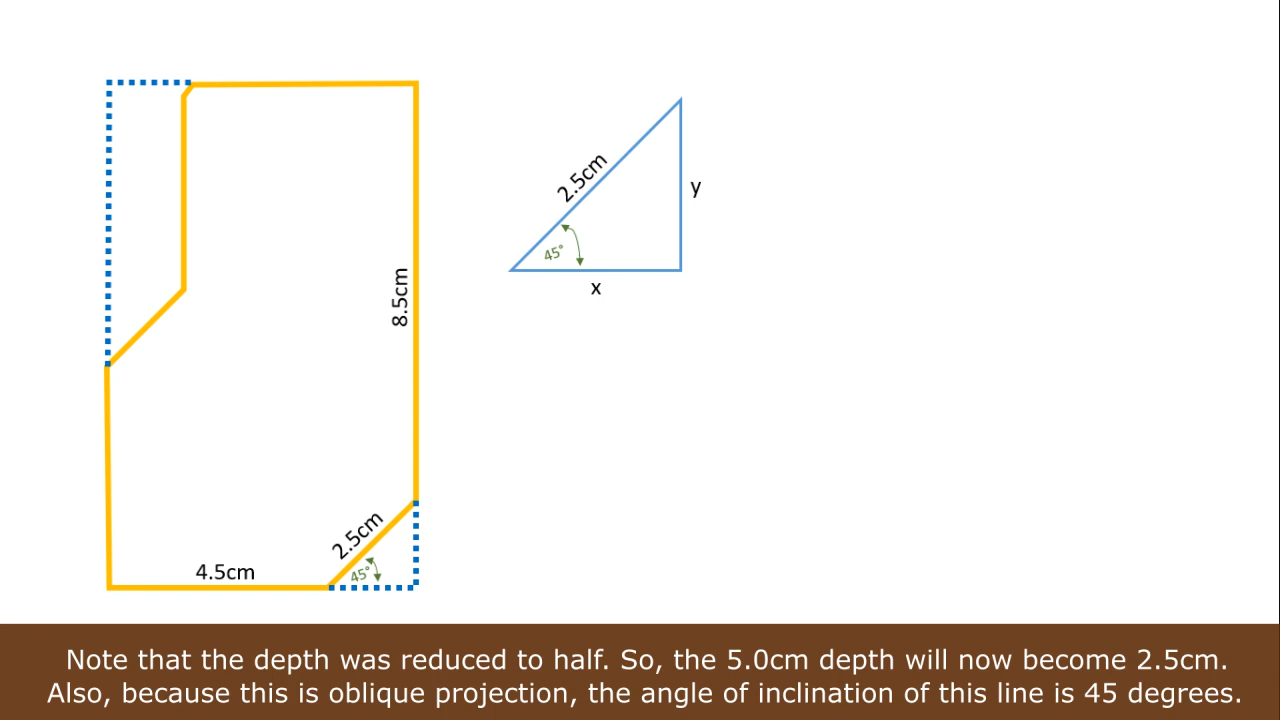 2.5cm
y
45°
x
8.5cm
2.5cm
45°
4.5cm
Note that the depth was reduced to half. So, the 5.0cm depth will now become 2.5cm.
Also, because this is oblique projection, the angle of inclination of this line is 45 degrees.